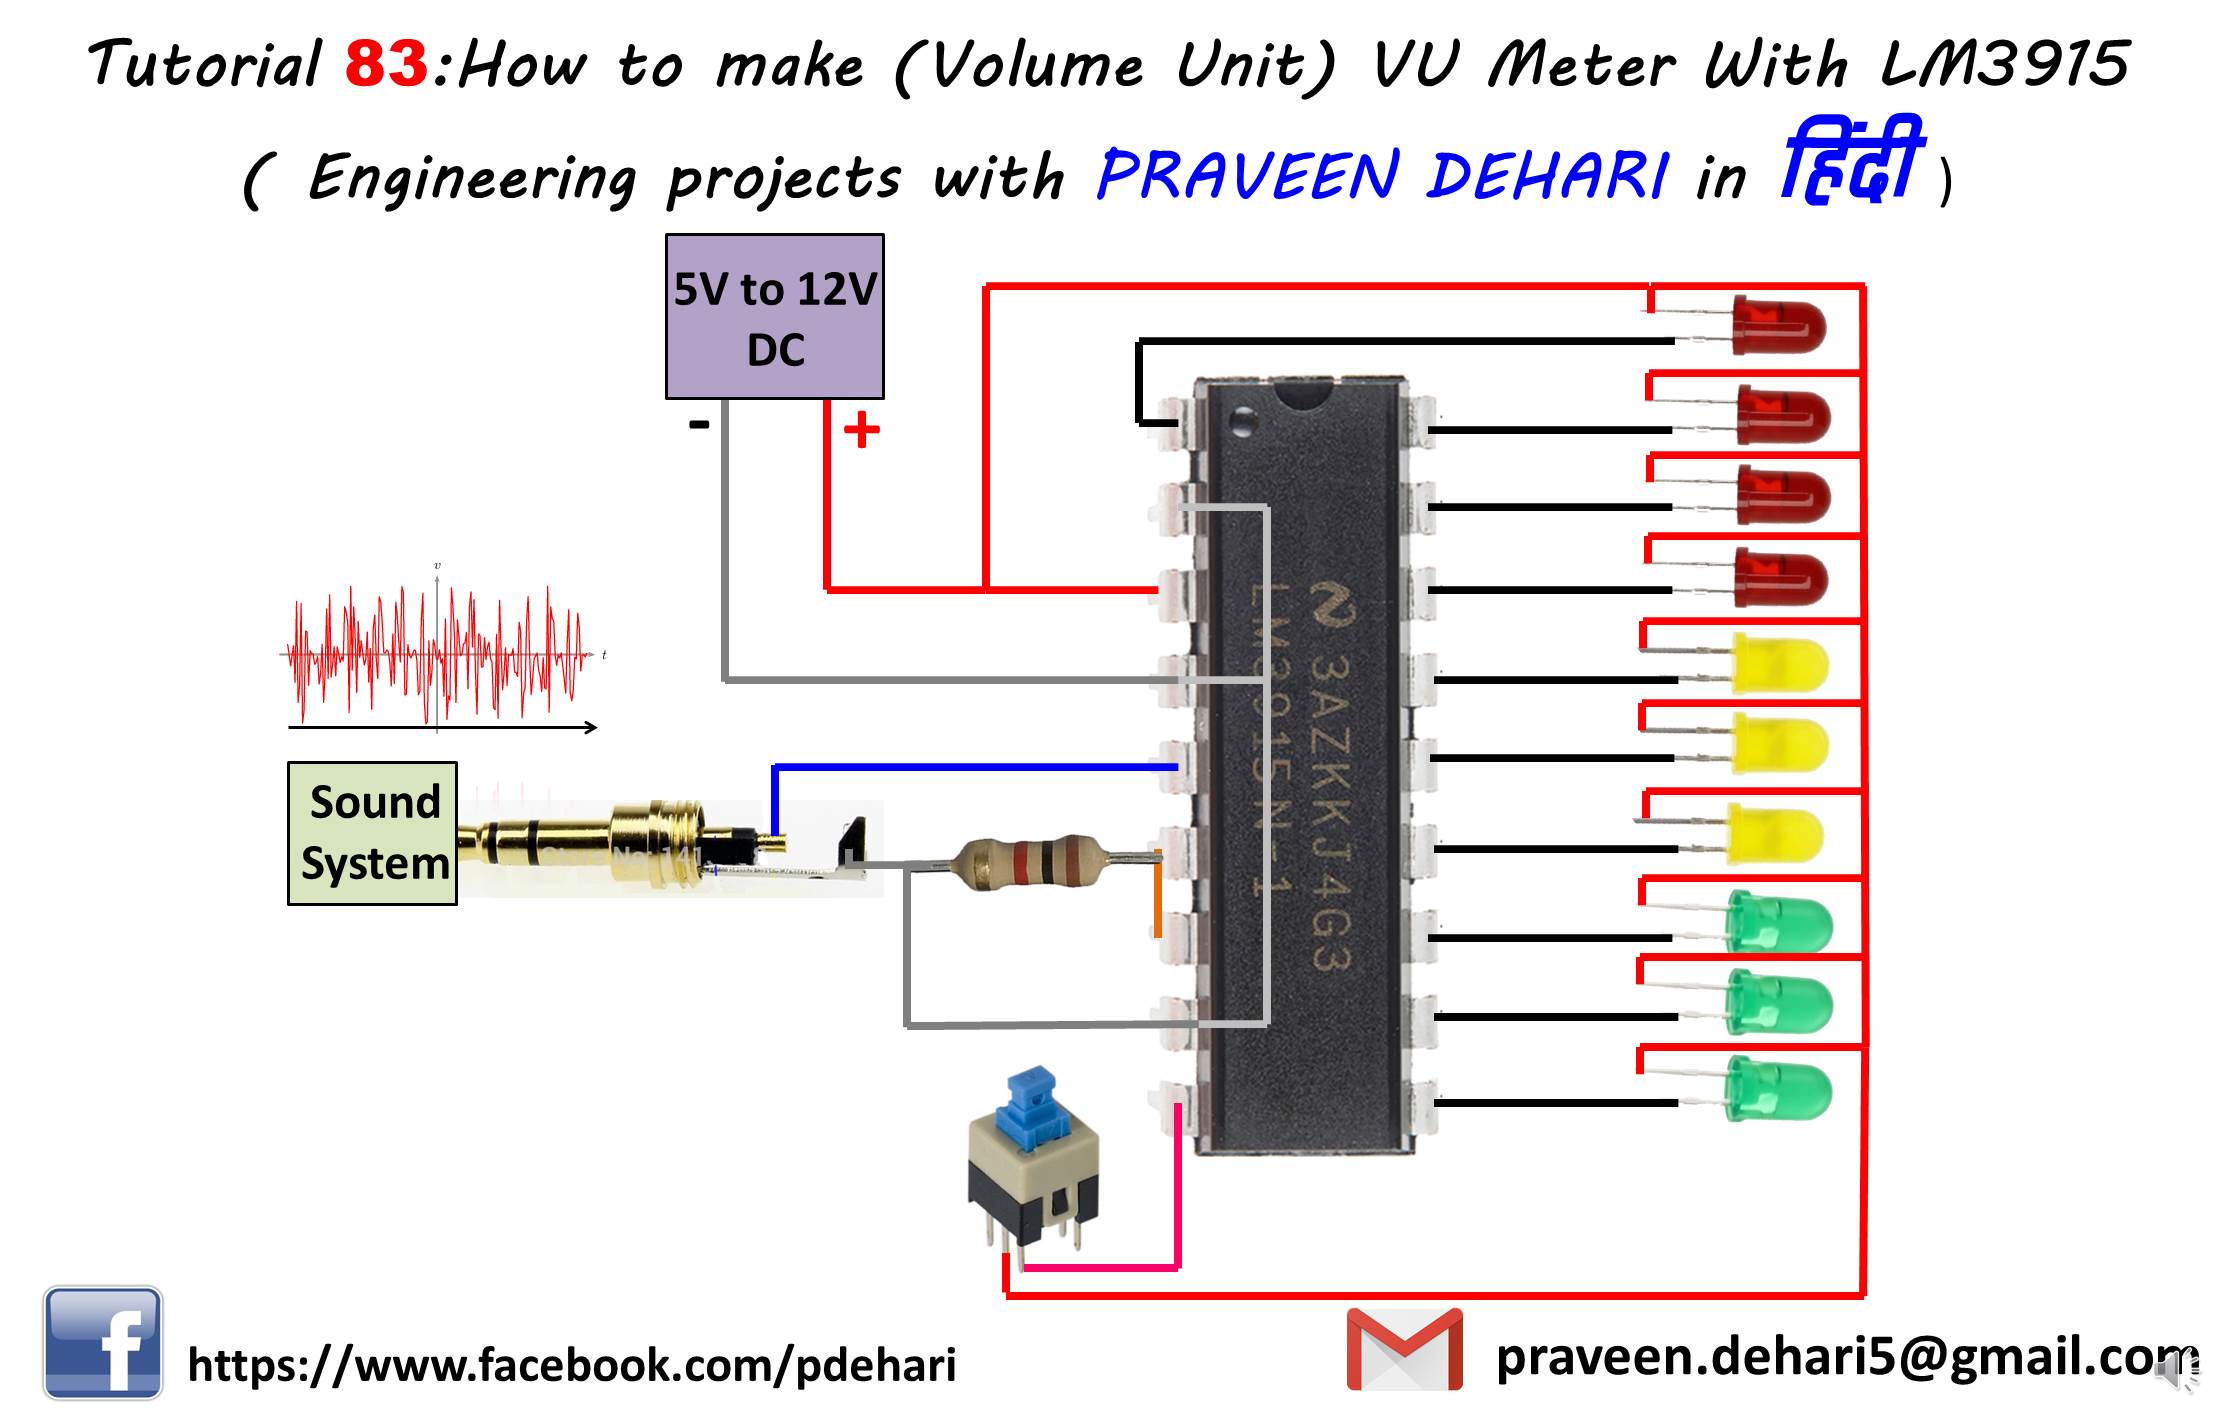 Tutorial 83:How to make (Volume Unit) VU Meter With LM3915
( Engineering projects with PRAVEEN DEHARI in हिंदी )
5V to 12V
DC
-
+
v
t
Sound
System
3AZKKJ4G3
LM3915N-1
f
https://www.facebook.com/pdehari
praveen.dehari5@gmail.com